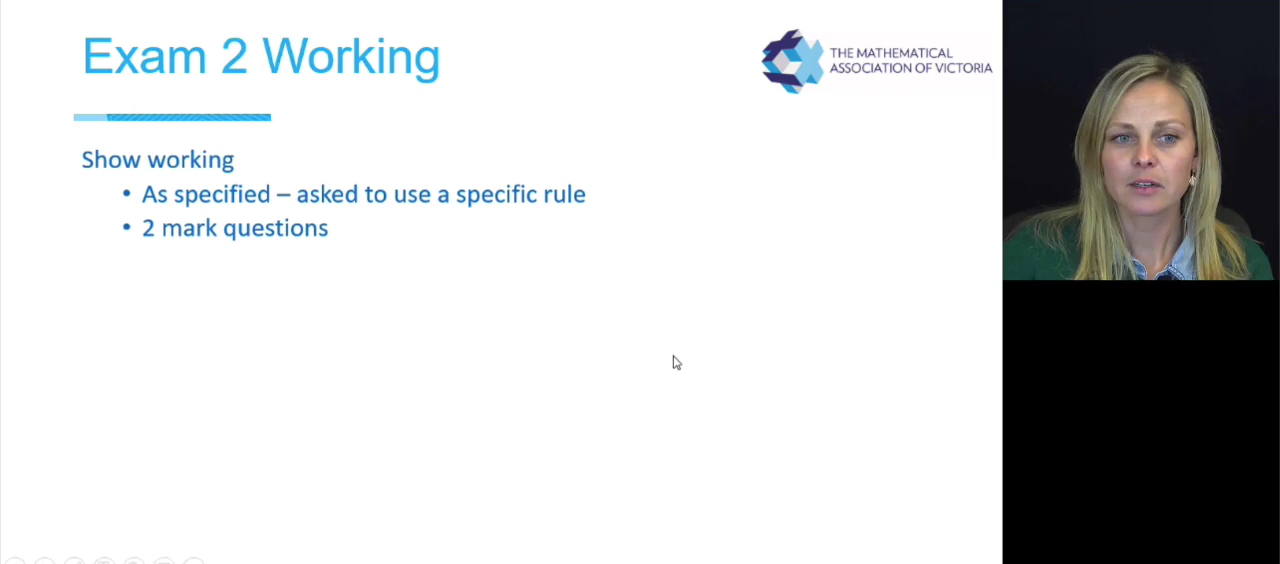 Exam 2 Working
THE MATHEMATICAL
ASSOCIATION OF VICTORIA
Show working
• As specified – asked to use a specific rule
• 2 mark questions